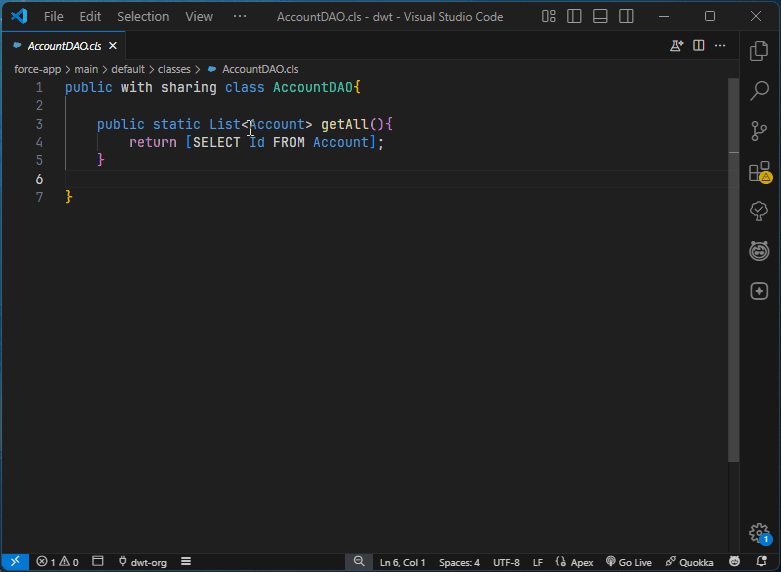 File Edit Selection View ··· AccountDAO.cls - dwt - Visual Studio Code
AccountDAO.cls
force-app > main > default > classes > AccountDAO.cls
1 public with sharing class AccountDAO{
2
3 public static List<Account> getAll(){
4 return [SELECT Id FROM Account];
5 }
6
7 }
1
1 0 dwt-org Ln 6, Col 1 Spaces: 4 UTF-8 LF Apex Go Live Quokka